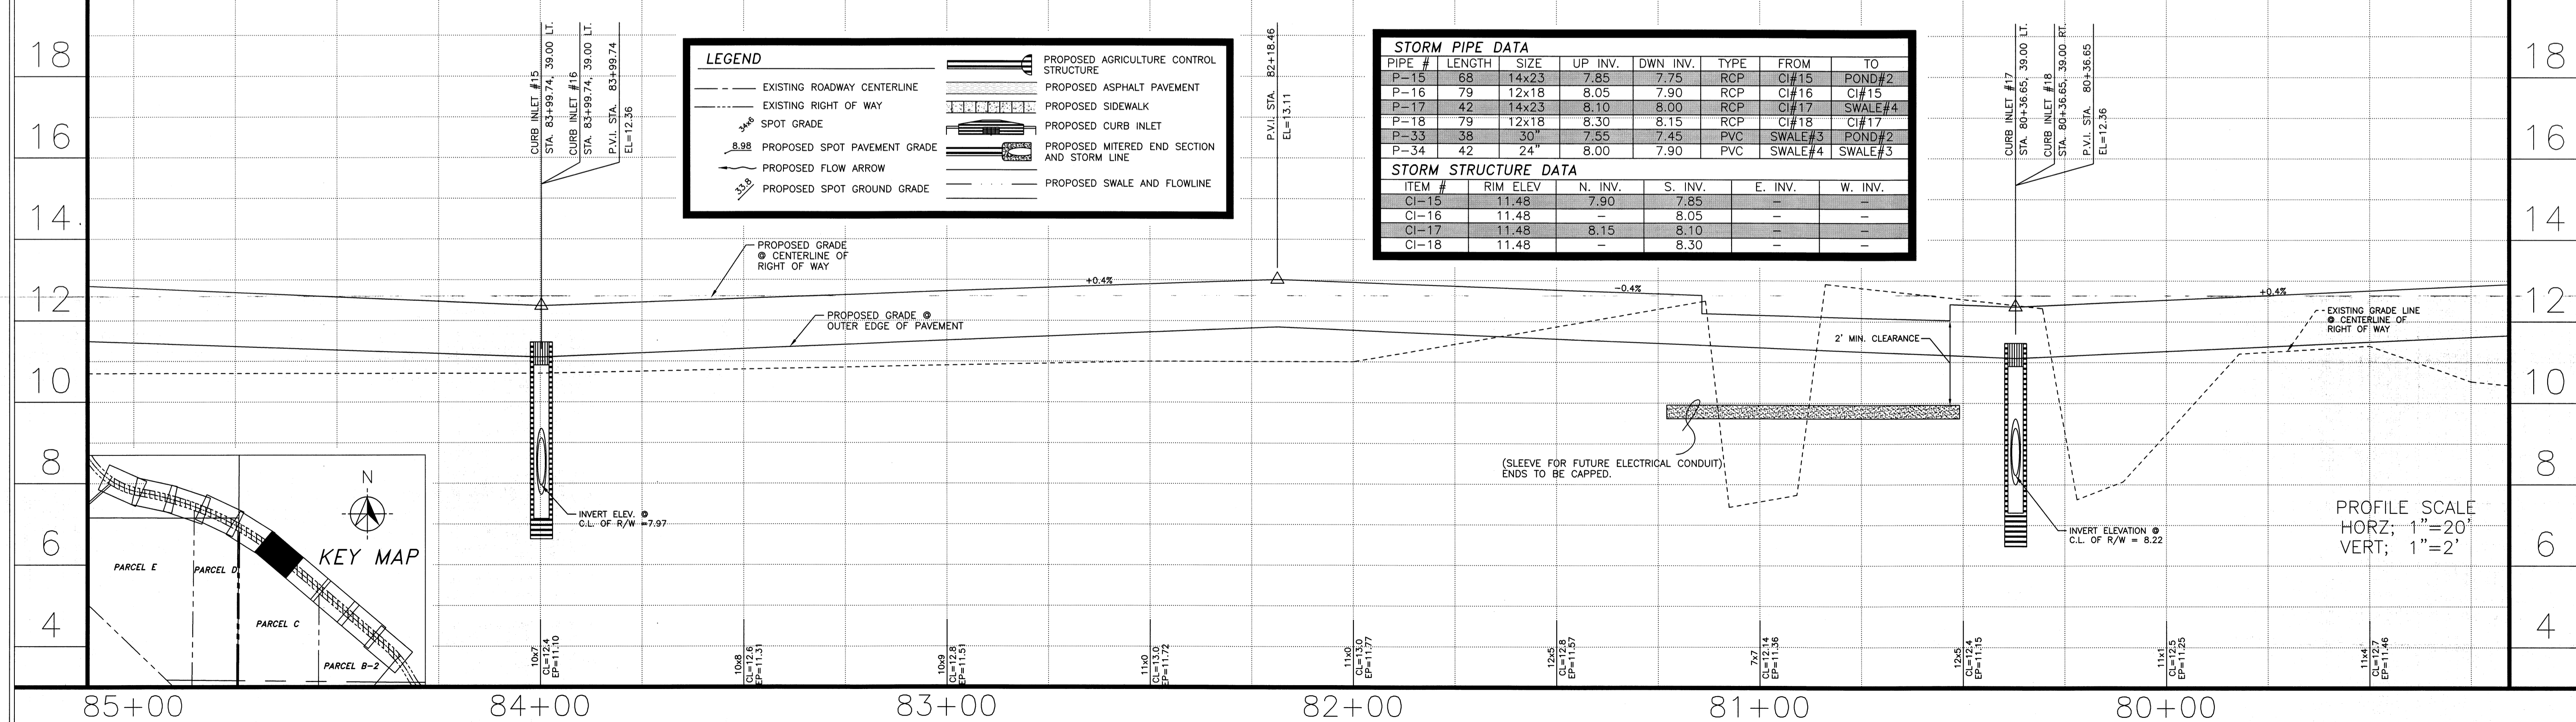 18
16
14
12
10
8
6
4
CURB INLET #15
STA. 83+99.74, 39.00 LT.
CURB INLET #16
STA. 83+99.74, 39.00 LT.
P.V.I. STA. 83+99.74
EL=12.36
LEGEND
EXISTING ROADWAY CENTERLINE
EXISTING RIGHT OF WAY
34x6 SPOT GRADE
8.98 PROPOSED SPOT PAVEMENT GRADE
PROPOSED FLOW ARROW
33.8 PROPOSED SPOT GROUND GRADE
PROPOSED AGRICULTURE CONTROL
STRUCTURE
PROPOSED ASPHALT PAVEMENT
PROPOSED SIDEWALK
PROPOSED CURB INLET
PROPOSED MITERED END SECTION
AND STORM LINE
PROPOSED SWALE AND FLOWLINE
P.V.I. STA. 82+18.46
EL=13.11
STORM PIPE DATA
PIPE # LENGTH SIZE UP INV. DWN INV. TYPE FROM TO
P-15 68 14x23 7.85 7.75 RCP CI#15 POND#2
P-16 79 12x18 8.05 7.90 RCP CI#16 CI#15
P-17 42 14x23 8.10 8.00 RCP CI#17 SWALE#4
P-18 79 12x18 8.30 8.15 RCP CI#18 CI#17
P-33 38 30" 7.55 7.45 PVC SWALE#3 POND#2
P-34 42 24" 8.00 7.90 PVC SWALE#4 SWALE#3
STORM STRUCTURE DATA
ITEM # RIM ELEV N. INV. S. INV. E. INV. W. INV.
CI-15 11.48 7.90 7.85 – –
CI-16 11.48 – 8.05 – –
CI-17 11.48 8.15 8.10 – –
CI-18 11.48 – 8.30 – –
CURB INLET #17
STA. 80+36.65, 39.00 LT.
CURB INLET #18
STA. 80+36.65, 39.00 RT.
P.V.I. STA. 80+36.65
EL=12.36
18
16
14
12
10
8
6
4
PROPOSED GRADE
@ CENTERLINE OF
RIGHT OF WAY
+0.4%
-0.4%
+0.4%
PROPOSED GRADE @
OUTER EDGE OF PAVEMENT
2' MIN. CLEARANCE
EXISTING GRADE LINE
@ CENTERLINE OF
RIGHT OF WAY
(SLEEVE FOR FUTURE ELECTRICAL CONDUIT)
ENDS TO BE CAPPED.
INVERT ELEV. @
C.L. OF R/W =7.97
INVERT ELEVATION @
C.L. OF R/W = 8.22
PROFILE SCALE
HORZ; 1"=20'
VERT; 1"=2'
N
KEY MAP
PARCEL E
PARCEL D
PARCEL C
PARCEL B-2
10x7
CL=12.4
EP=11.10
10x8
CL=12.6
EP=11.31
10x9
CL=12.8
EP=11.51
11x0
CL=13.0
EP=11.72
11x0
CL=13.0
EP=11.77
12x5
CL=12.8
EP=11.57
7x7
CL=12.14
EP=11.36
12x5
CL=12.4
EP=11.15
11x1
CL=12.5
EP=11.25
11x4
CL=12.7
EP=11.46
85+00
84+00
83+00
82+00
81+00
80+00